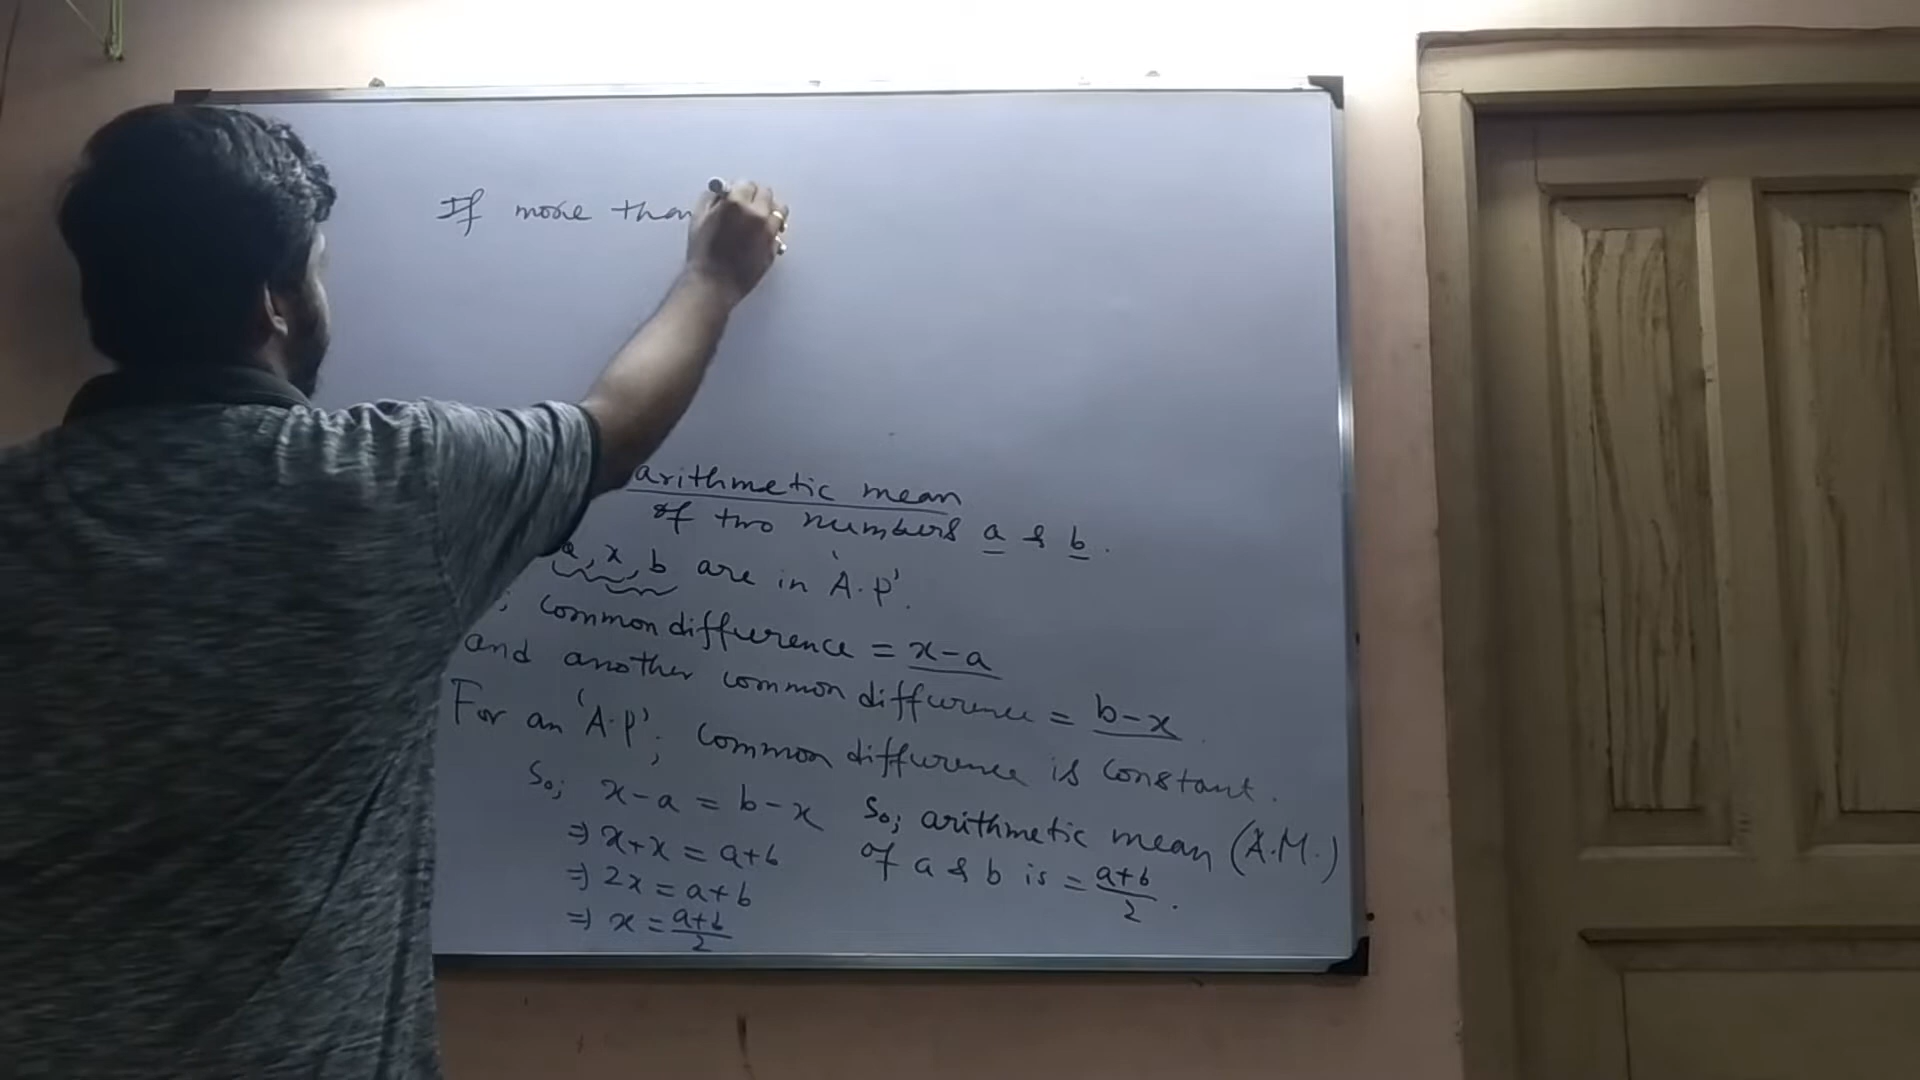 If more than
arithmetic mean
of two numbers a & b.
a, x, b are in 'A.P'.
; common difference = x-a
and another common difference = b-x
For an 'A.P'; common difference is constant.
So; x-a = b-x
⇒ x+x = a+b
⇒ 2x = a+b
⇒ x = a+b/2
So; arithmetic mean (A.M.)
of a & b is = a+b/2.